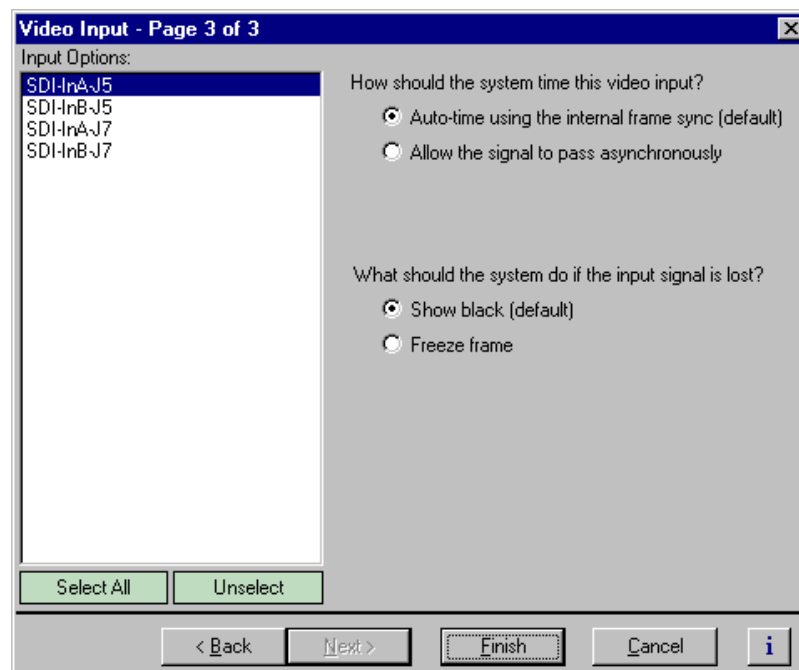 Video Input - Page 3 of 3
Input Options:
SDI-InA-J5
SDI-InB-J5
SDI-InA-J7
SDI-InB-J7
How should the system time this video input?
Auto-time using the internal frame sync (default)
Allow the signal to pass asynchronously
What should the system do if the input signal is lost?
Show black (default)
Freeze frame
Select All
Unselect
< Back
Next >
Finish
Cancel
i